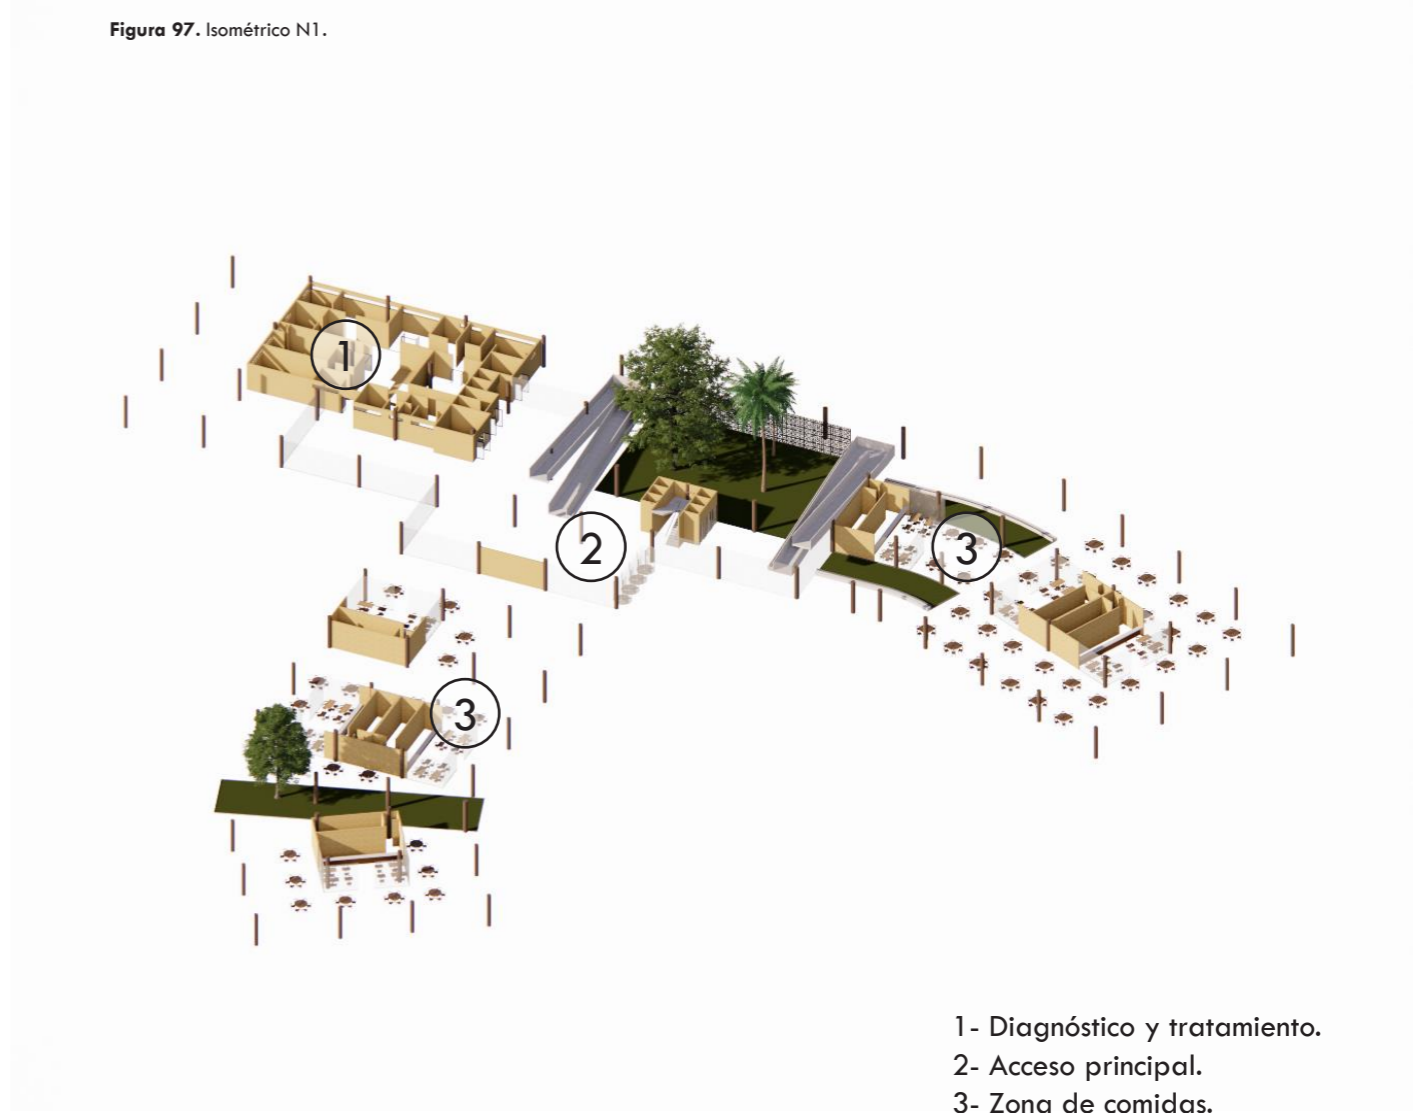 Figura 97. Isométrico N1.
1
2
3
3
1- Diagnóstico y tratamiento.
2- Acceso principal.
3- Zona de comidas.